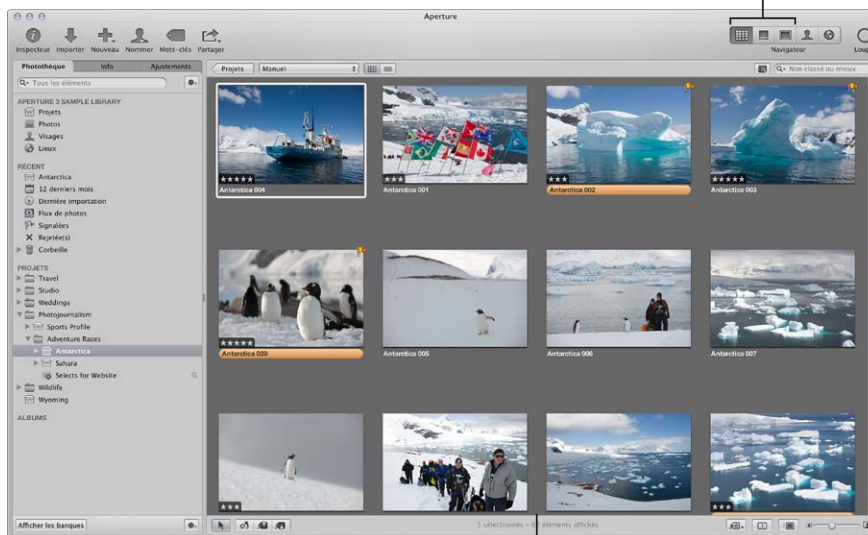 Aperture
Inspecteur Importer Nouveau Nommer Mots-clés Partager
Navigateur
Photothèque Info Ajustements
Projets Manuel
Tous les éléments
Non classé ou mieux
APERTURE 3 SAMPLE LIBRARY
Projets
Photos
Visages
Lieux
RÉCENT
Antarctica
12 derniers mois
Dernière importation
Flux de photos
Signalées
Rejetée(s)
Corbeille
PROJETS
Travel
Studio
Weddings
Photojournalism
Sports Profile
Adventure Races
Antarctica
Sahara
Selects for Website
Wildlife
Wyoming
ALBUMS
Antarctica 004
Antarctica 001
Antarctica 002
Antarctica 003
Antarctica 029
Antarctica 005
Antarctica 006
Antarctica 007
Afficher les banques
1 sélectionnés - éléments affichés